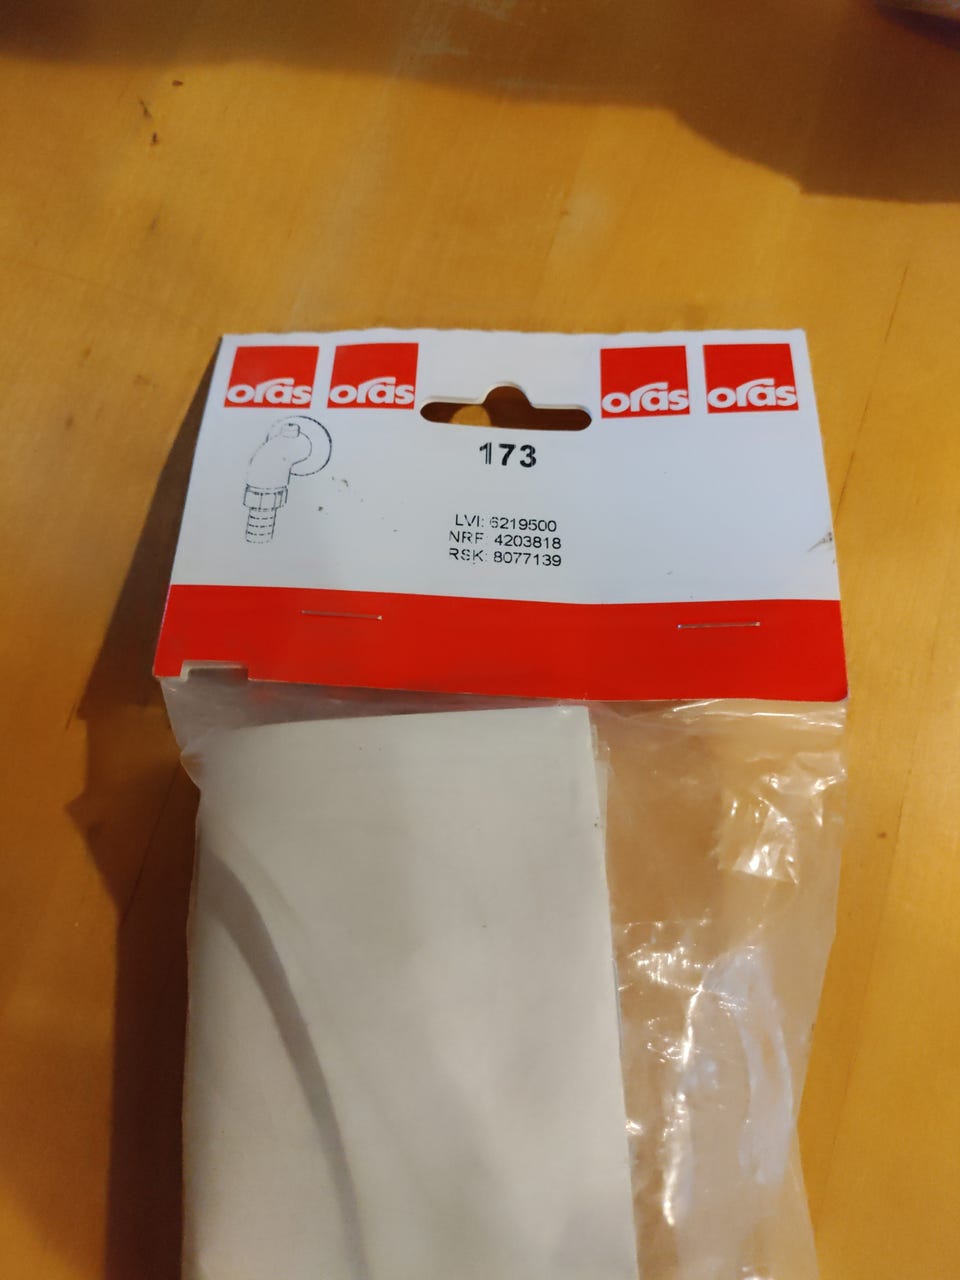 oras oras oras oras
173
LVI: 6219500
NRF: 4203818
RSK: 8077139